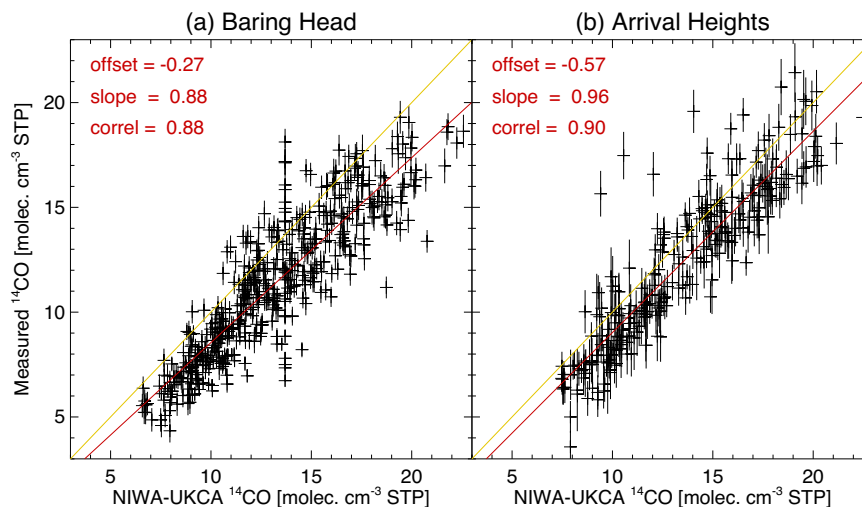 (a) Baring Head
(b) Arrival Heights
offset = -0.27
slope = 0.88
correl = 0.88
offset = -0.57
slope = 0.96
correl = 0.90
Measured ¹⁴CO [molec. cm⁻³ STP]
20
15
10
5
5
10
15
20
5
10
15
20
NIWA-UKCA ¹⁴CO [molec. cm⁻³ STP]
NIWA-UKCA ¹⁴CO [molec. cm⁻³ STP]